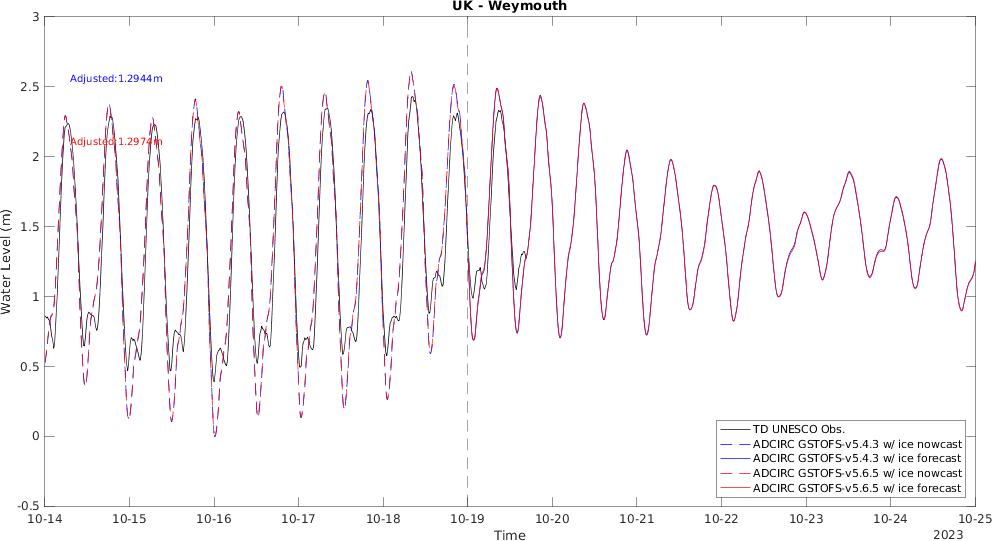 UK - Weymouth
3
2.5
2
1.5
1
0.5
0
-0.5
Water Level (m)
Adjusted:1.2944m
Adjusted:1.2974m
TD UNESCO Obs.
ADCIRC GSTOFS-v5.4.3 w/ ice nowcast
ADCIRC GSTOFS-v5.4.3 w/ ice forecast
ADCIRC GSTOFS-v5.6.5 w/ ice nowcast
ADCIRC GSTOFS-v5.6.5 w/ ice forecast
10-14 10-15 10-16 10-17 10-18 10-19 10-20 10-21 10-22 10-23 10-24 10-25
Time
2023